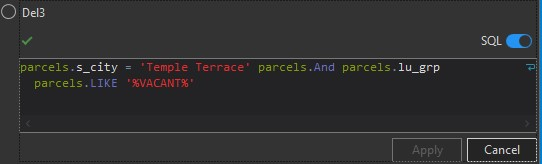 Del3
SQL
parcels.s_city = 'Temple Terrace' parcels.And parcels.lu_grp
parcels.LIKE '%VACANT%'
Apply
Cancel